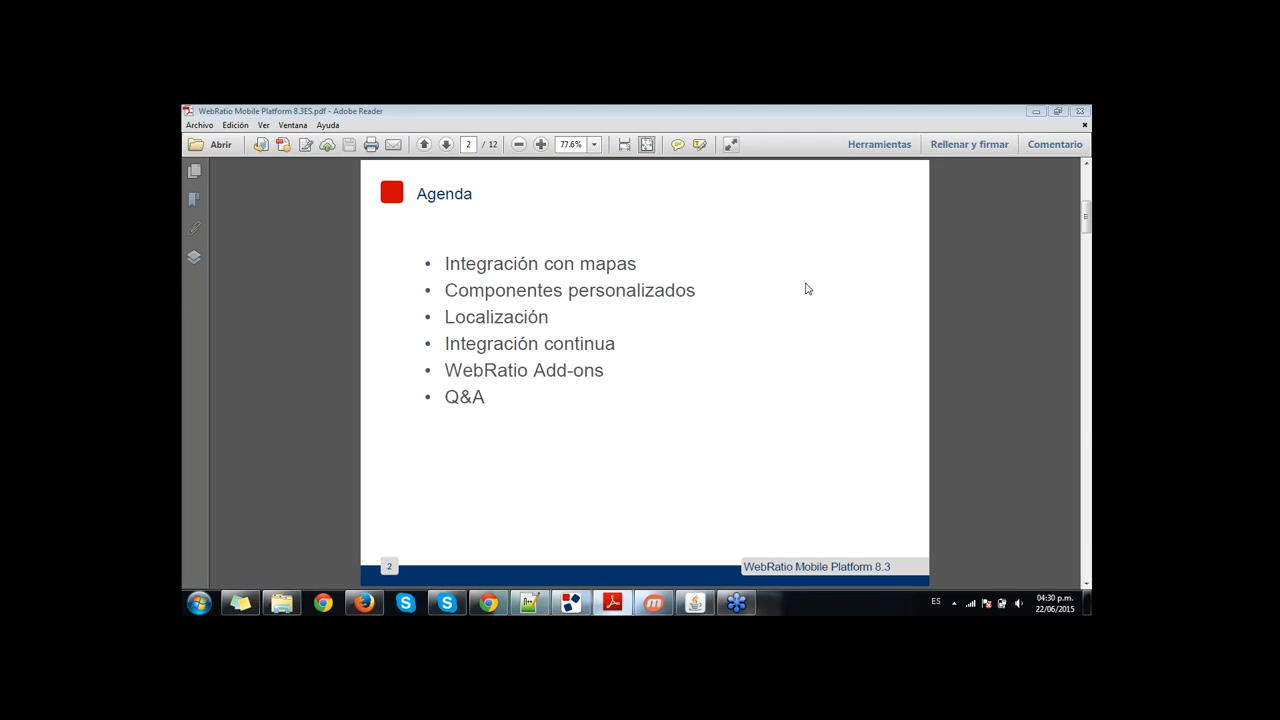 WebRatio Mobile Platform 8.3ES.pdf - Adobe Reader
Archivo Edición Ver Ventana Ayuda
Abrir 2 / 12 77.6% Herramientas Rellenar y firmar Comentario
Agenda
• Integración con mapas
• Componentes personalizados
• Localización
• Integración continua
• WebRatio Add-ons
• Q&A
2 WebRatio Mobile Platform 8.3
ES 04:30 p.m.
22/06/2015